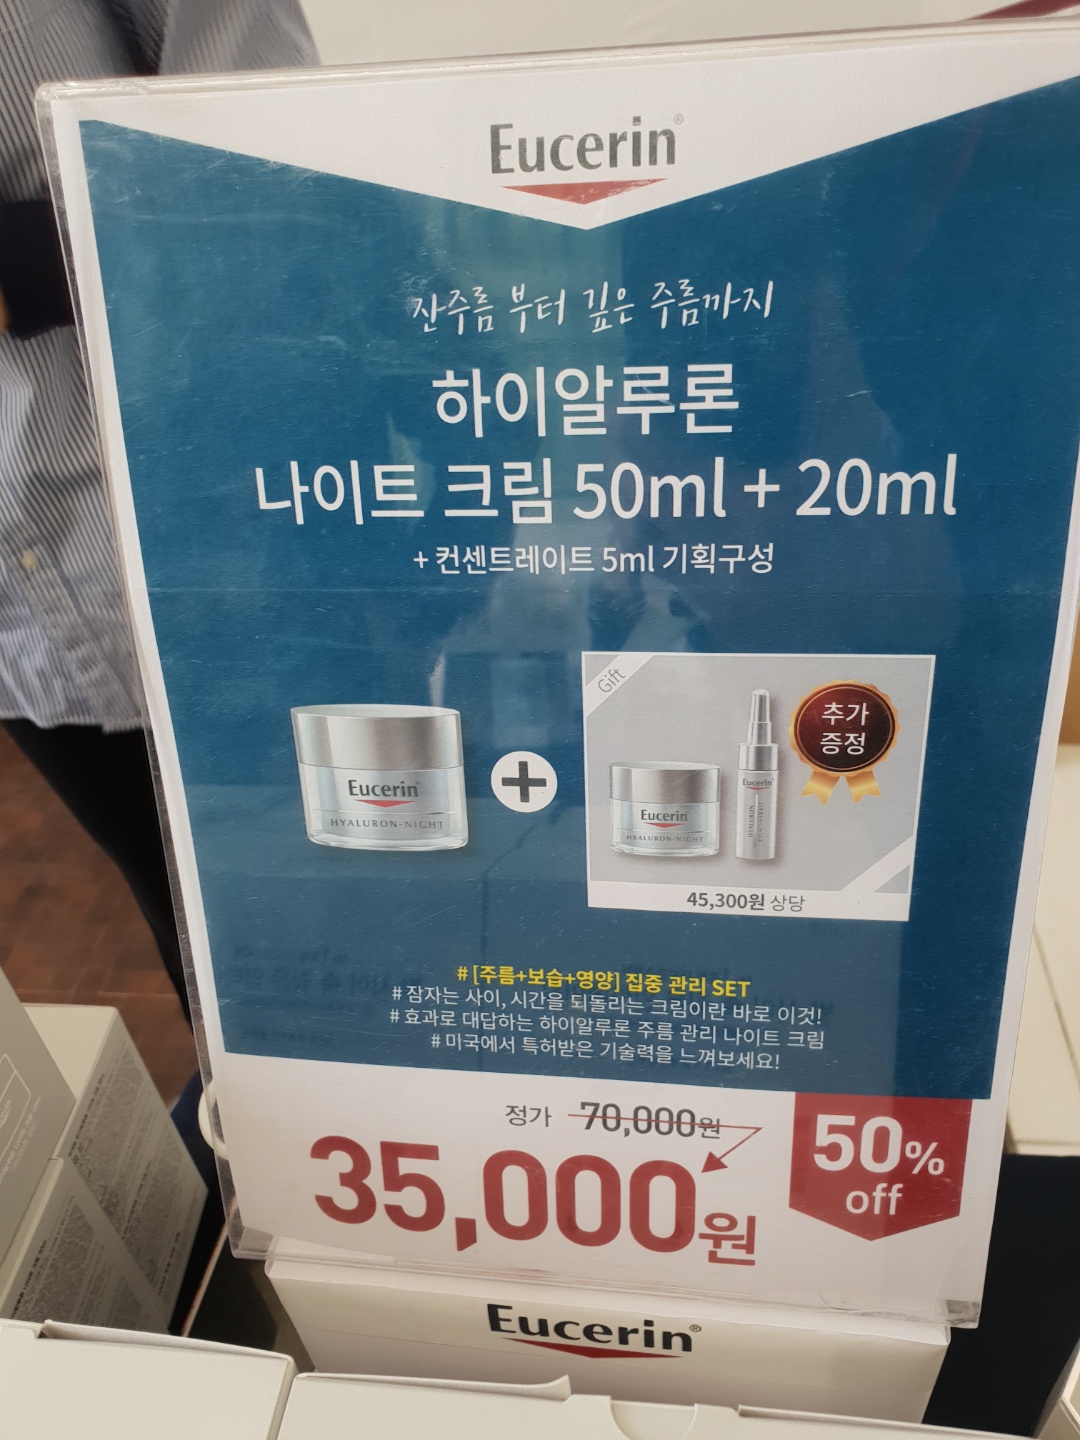 Eucerin®
잔주름 부터 깊은 주름까지
하이알루론
나이트 크림 50ml + 20ml
+ 컨센트레이트 5ml 기획구성
Eucerin
HYALURON-NIGHT
+
Gift
추가
증정
Eucerin
HYALURON-NIGHT
Eucerin
45,300원 상당
# [주름+보습+영양] 집중 관리 SET
# 잠자는 사이, 시간을 되돌리는 크림이란 바로 이것!
# 효과로 대답하는 하이알루론 주름 관리 나이트 크림
# 미국에서 특허받은 기술력을 느껴보세요!
정가 70,000원
35,000원
50%
off
Eucerin®